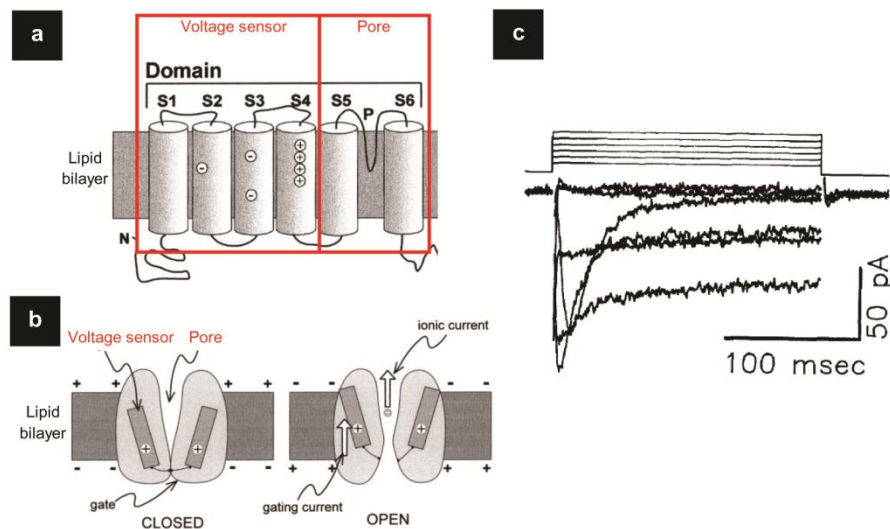 a
Voltage sensor Pore
Domain
S1 S2 S3 S4 S5 P S6
Lipid
bilayer
- - + + + +
-
N
b
Voltage sensor Pore
ionic current
+ + + + - - - -
Lipid
bilayer
+ + + +
- - - - + + + +
gate
gating current
CLOSED OPEN
c
50 pA
100 msec